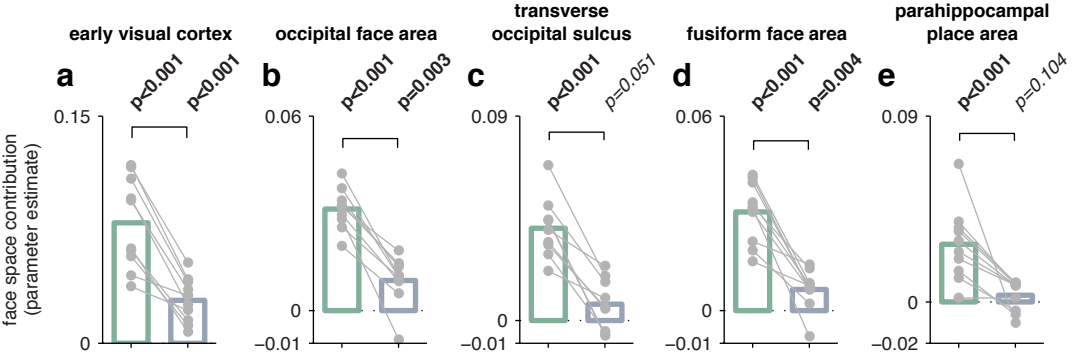 early visual cortex
occipital face area
transverse
occipital sulcus
fusiform face area
parahippocampal
place area
a
p<0.001
p<0.001
b
p<0.001
p=0.003
c
p<0.001
p=0.051
d
p<0.001
p=0.004
e
p<0.001
p=0.104
face space contribution
(parameter estimate)
0.15
0
0.06
0
−0.01
0.09
0
−0.01
0.06
0
−0.01
0.09
0
−0.02